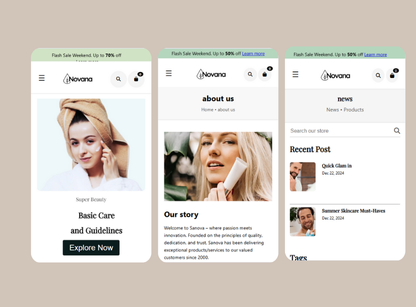 Flash Sale Weekend. Up to 70% off
Novana
0
Super Beauty
Basic Care
and Guidelines
Explore Now
Flash Sale Weekend. Up to 50% off Learn more
Novana
0
about us
Home • about us
Our story
Welcome to Sanova – where passion meets
innovation. Founded on the principles of quality,
dedication, and trust, Sanova has been delivering
exceptional products/services to our valued
customers since 2000.
Flash Sale Weekend. Up to 50% off Learn more
Novana
news
News • Products
Search our store
Recent Post
Quick Glam in
Dec 22, 2024
Summer Skincare Must-Haves
Dec 22, 2024
Tags